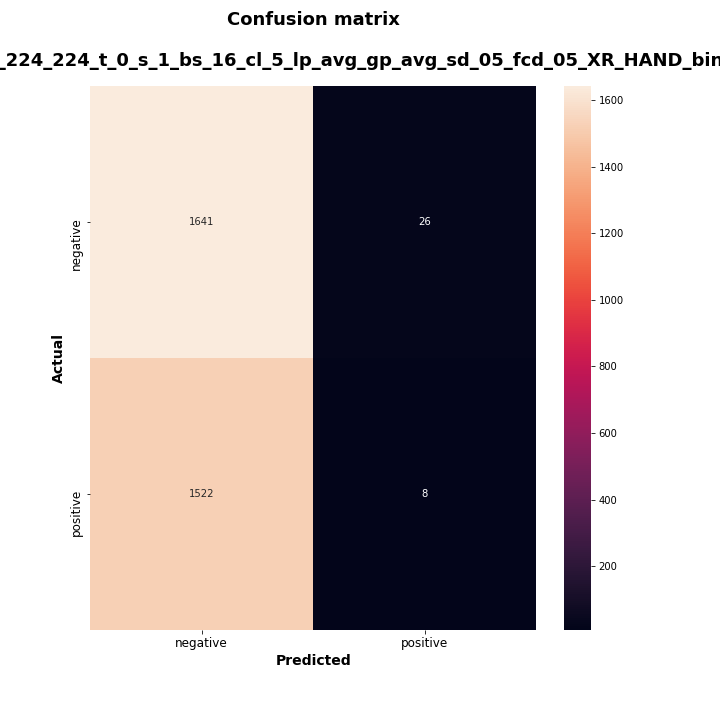 Confusion matrix
_224_224_t_0_s_1_bs_16_cl_5_lp_avg_gp_avg_sd_05_fcd_05_XR_HAND_bin
1600
1400
1200
1000
800
600
400
200
negative
1641
26
Actual
positive
1522
8
negative
positive
Predicted